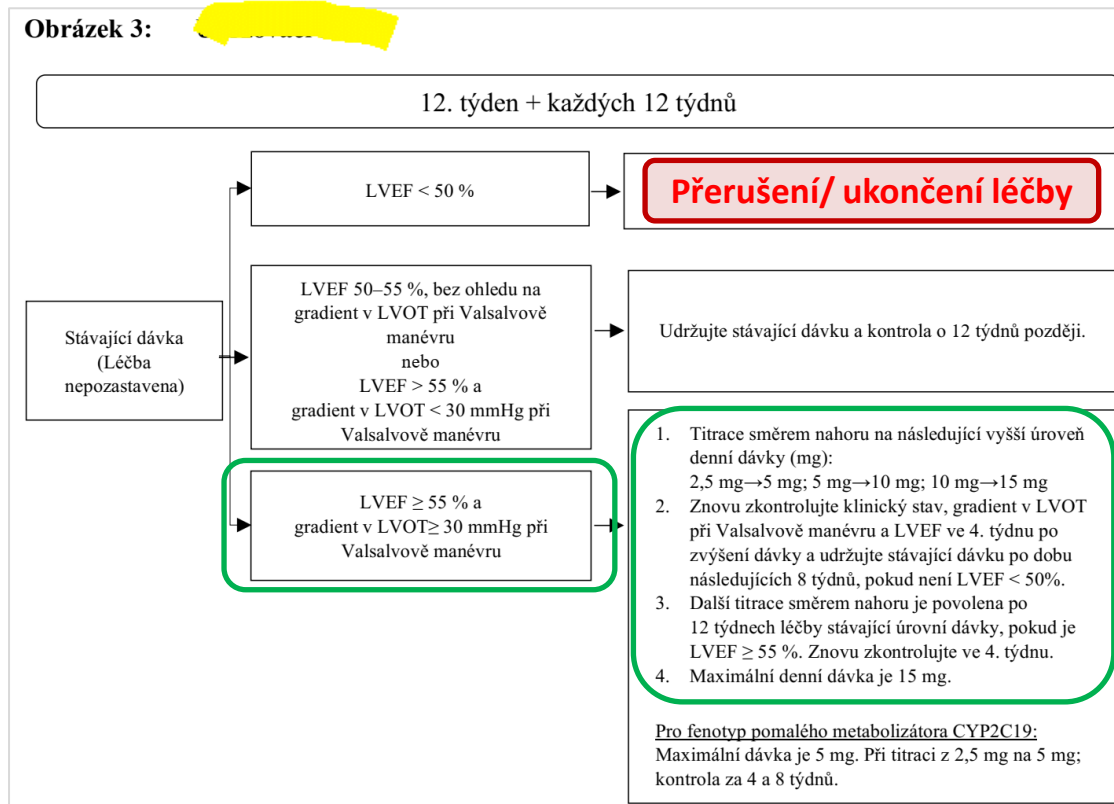 Obrázek 3:
12. týden + každých 12 týdnů
LVEF < 50 %
Přerušení/ ukončení léčby
Stávající dávka
(Léčba
nepozastavena)
LVEF 50–55 %, bez ohledu na
gradient v LVOT při Valsalvově
manévru
nebo
LVEF > 55 % a
gradient v LVOT < 30 mmHg při
Valsalvově manévru
Udržujte stávající dávku a kontrola o 12 týdnů později.
LVEF ≥ 55 % a
gradient v LVOT≥ 30 mmHg při
Valsalvově manévru
1. Titrace směrem nahoru na následující vyšší úroveň
denní dávky (mg):
2,5 mg→5 mg; 5 mg→10 mg; 10 mg→15 mg
2. Znovu zkontrolujte klinický stav, gradient v LVOT
při Valsalvově manévru a LVEF ve 4. týdnu po
zvýšení dávky a udržujte stávající dávku po dobu
následujících 8 týdnů, pokud není LVEF < 50%.
3. Další titrace směrem nahoru je povolena po
12 týdnech léčby stávající úrovní dávky, pokud je
LVEF ≥ 55 %. Znovu zkontrolujte ve 4. týdnu.
4. Maximální denní dávka je 15 mg.
Pro fenotyp pomalého metabolizátora CYP2C19:
Maximální dávka je 5 mg. Při titraci z 2,5 mg na 5 mg;
kontrola za 4 a 8 týdnů.